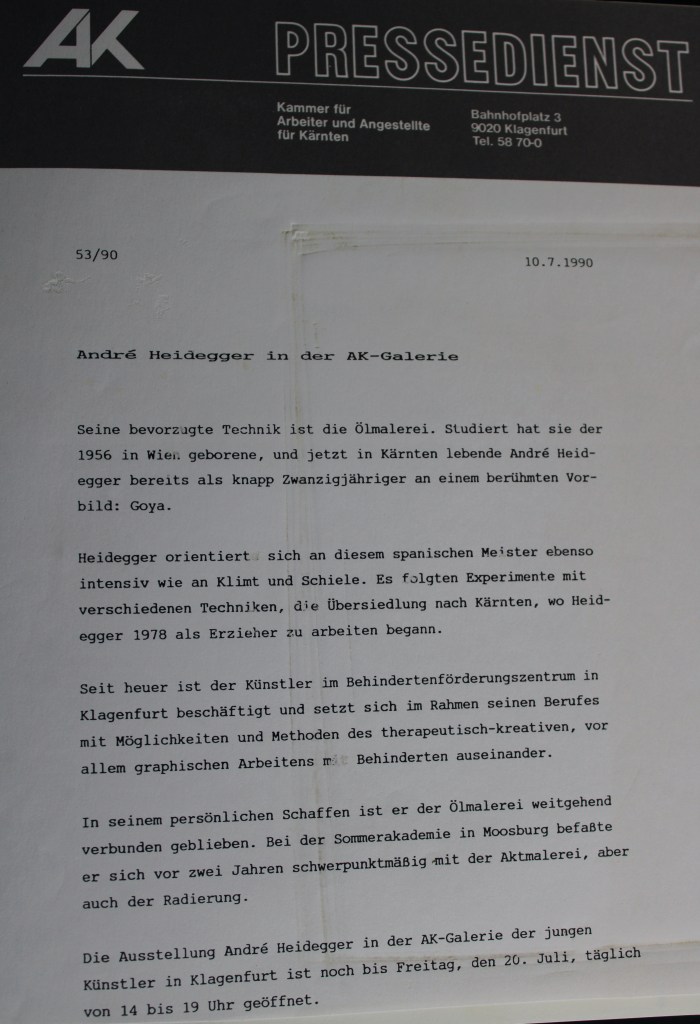 AK PRESSEDIENST
Kammer für
Arbeiter und Angestellte
für Kärnten
Bahnhofplatz 3
9020 Klagenfurt
Tel. 58 70-0
53/90
10.7.1990
André Heidegger in der AK-Galerie
Seine bevorzugte Technik ist die Ölmalerei. Studiert hat sie der
1956 in Wien geborene, und jetzt in Kärnten lebende André Heid-
egger bereits als knapp Zwanzigjähriger an einem berühmten Vor-
bild: Goya.
Heidegger orientiert sich an diesem spanischen Meister ebenso
intensiv wie an Klimt und Schiele. Es folgten Experimente mit
verschiedenen Techniken, die Übersiedlung nach Kärnten, wo Heid-
egger 1978 als Erzieher zu arbeiten begann.
Seit heuer ist der Künstler im Behindertenförderungszentrum in
Klagenfurt beschäftigt und setzt sich im Rahmen seinen Berufes
mit Möglichkeiten und Methoden des therapeutisch-kreativen, vor
allem graphischen Arbeitens mit Behinderten auseinander.
In seinem persönlichen Schaffen ist er der Ölmalerei weitgehend
verbunden geblieben. Bei der Sommerakademie in Moosburg befaßte
er sich vor zwei Jahren schwerpunktmäßig mit der Aktmalerei, aber
auch der Radierung.
Die Ausstellung André Heidegger in der AK-Galerie der jungen
Künstler in Klagenfurt ist noch bis Freitag, den 20. Juli, täglich
von 14 bis 19 Uhr geöffnet.